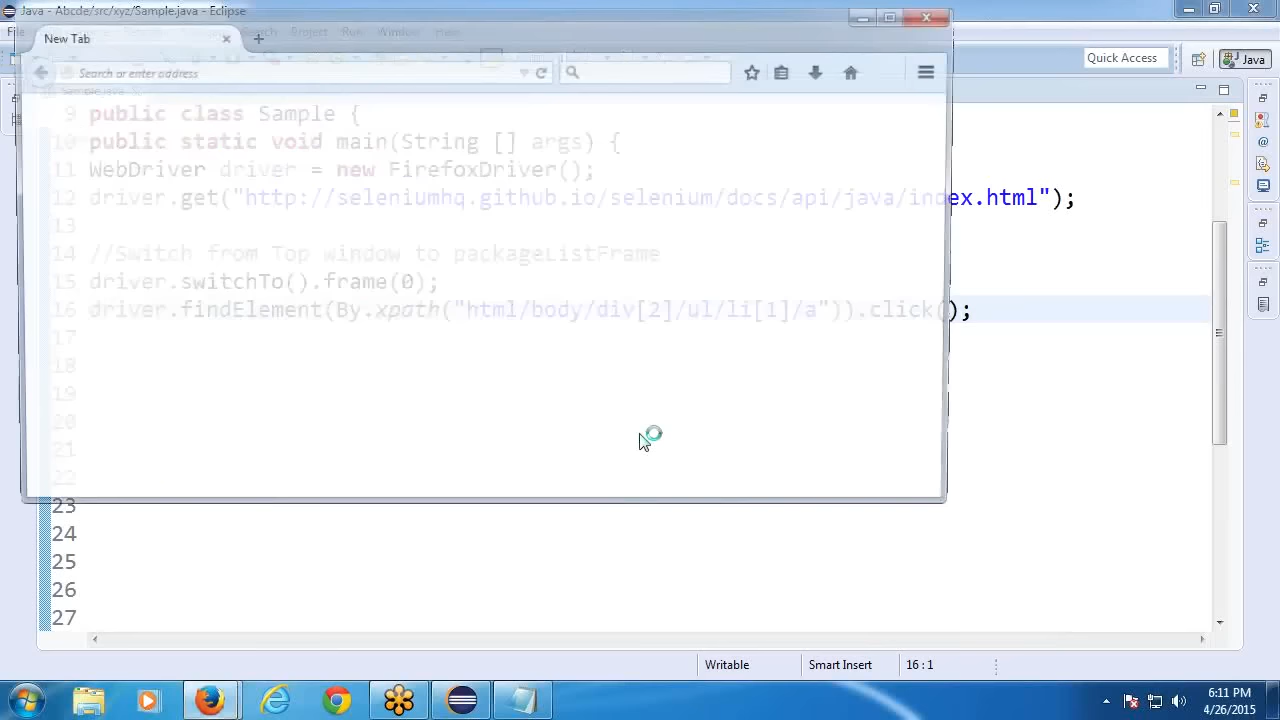 Java - Abcde/src/xyz/Sample.java - Eclipse
New Tab
Search Project Run Window
Search or enter address
Quick Access
Java
9 public class Sample {
10 public static void main(String [] args) {
11 WebDriver driver = new FirefoxDriver();
12 driver.get("http://seleniumhq.github.io/selenium/docs/api/java/index.html");
13
14 //Switch from Top window to packageListFrame
15 driver.switchTo().frame(0);
16 driver.findElement(By.xpath("html/body/div[2]/ul/li[1]/a")).click();
17
18
19
20
21
22
23
24
25
26
27
Writable
Smart Insert
16 : 1
6:11 PM
4/26/2015